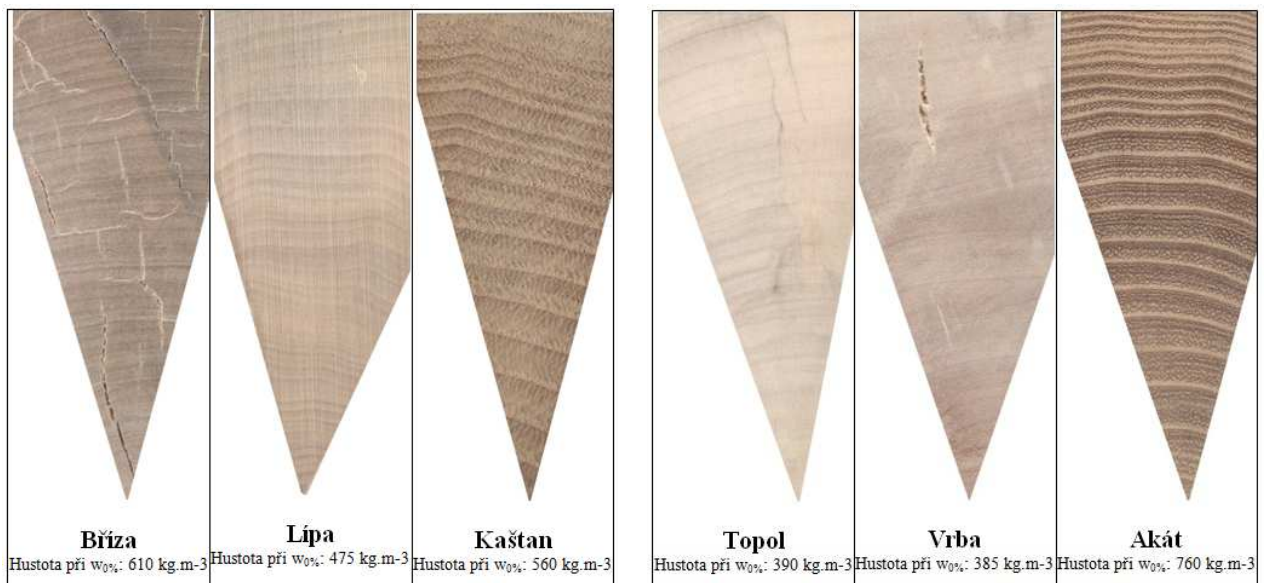 Bříza
Hustota při w0%: 610 kg.m-3
Lípa
Hustota při w0%: 475 kg.m-3
Kaštan
Hustota při w0%: 560 kg.m-3
Topol
Hustota při w0%: 390 kg.m-3
Vrba
Hustota při w0%: 385 kg.m-3
Akát
Hustota při w0%: 760 kg.m-3